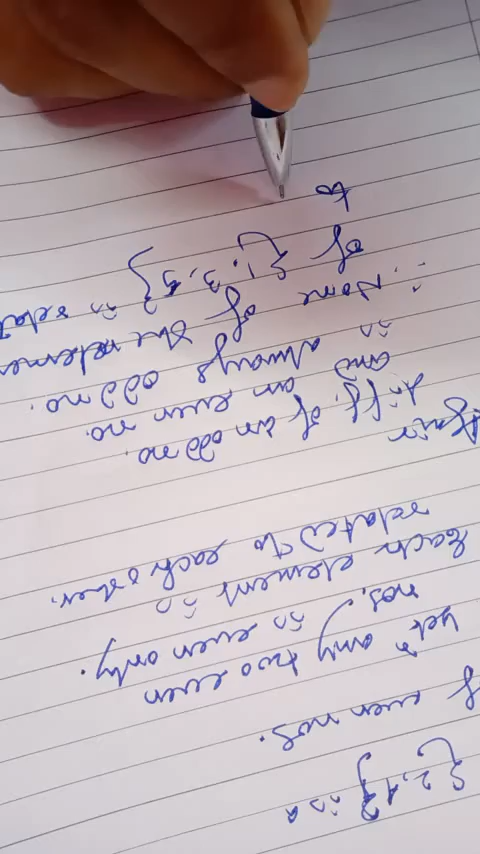 {2,4} is a
f even nos.
bet^n any two even
nos, is even only.
Each element is
related to each other.
Again
diff. of an odd no.
and an even no.
is always odd no.
∴ None of the elemen
of {1, 3, 5} is relat
to {